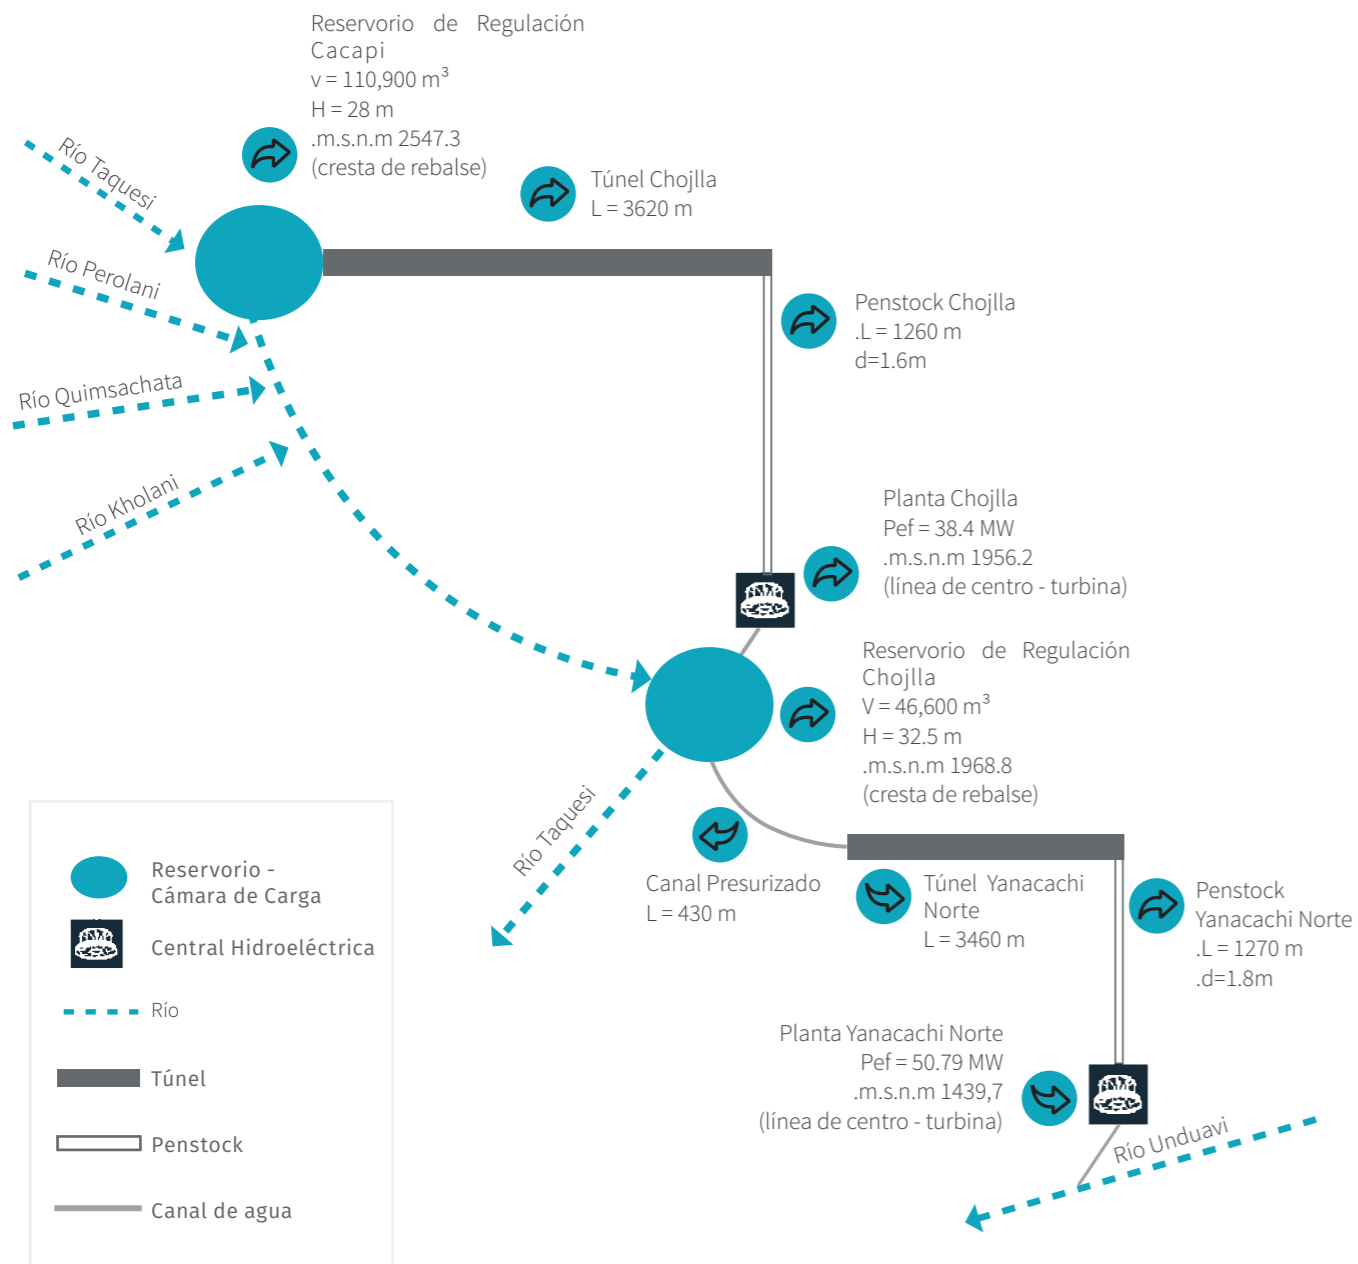 Reservorio de Regulación
Cacapi
v = 110,900 m³
H = 28 m
.m.s.n.m 2547.3
(cresta de rebalse)
Río Taquesi
Túnel Chojlla
L = 3620 m
Río Perolani
Penstock Chojlla
.L = 1260 m
d=1.6m
Río Quimsachata
Río Kholani
Planta Chojlla
Pef = 38.4 MW
.m.s.n.m 1956.2
(línea de centro - turbina)
Reservorio de Regulación
Chojlla
V = 46,600 m³
H = 32.5 m
.m.s.n.m 1968.8
(cresta de rebalse)
Río Taquesi
Canal Presurizado
L = 430 m
Túnel Yanacachi
Norte
L = 3460 m
Penstock
Yanacachi Norte
.L = 1270 m
.d=1.8m
Planta Yanacachi Norte
Pef = 50.79 MW
.m.s.n.m 1439,7
(línea de centro - turbina)
Río Unduavi
Reservorio -
Cámara de Carga
Central Hidroeléctrica
Río
Túnel
Penstock
Canal de agua